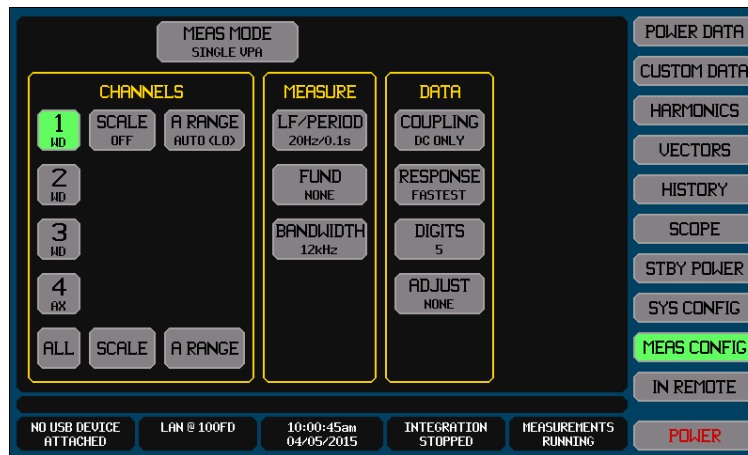 MEAS MODE
SINGLE VPA
CHANNELS
1
WD
SCALE
OFF
A RANGE
AUTO (LO)
2
WD
3
WD
4
AX
ALL
SCALE
A RANGE
MEASURE
LF/PERIOD
20Hz/0.1s
FUND
NONE
BANDWIDTH
12kHz
DATA
COUPLING
DC ONLY
RESPONSE
FASTEST
DIGITS
5
ADJUST
NONE
POWER DATA
CUSTOM DATA
HARMONICS
VECTORS
HISTORY
SCOPE
STBY POWER
SYS CONFIG
MEAS CONFIG
IN REMOTE
POWER
NO USB DEVICE
ATTACHED
LAN @ 100FD
10:00:45am
04/05/2015
INTEGRATION
STOPPED
MEASUREMENTS
RUNNING